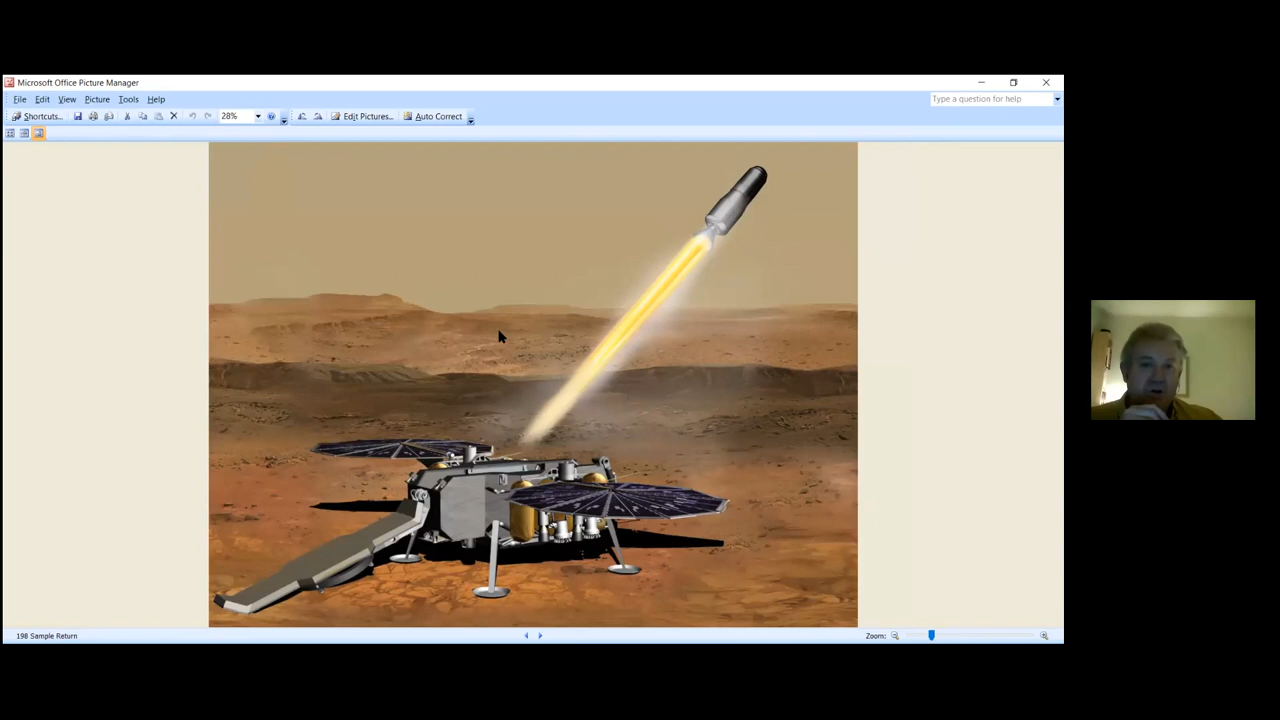 Microsoft Office Picture Manager
File Edit View Picture Tools Help
Type a question for help
Shortcuts... 28% Edit Pictures... Auto Correct
198 Sample Return
Zoom: